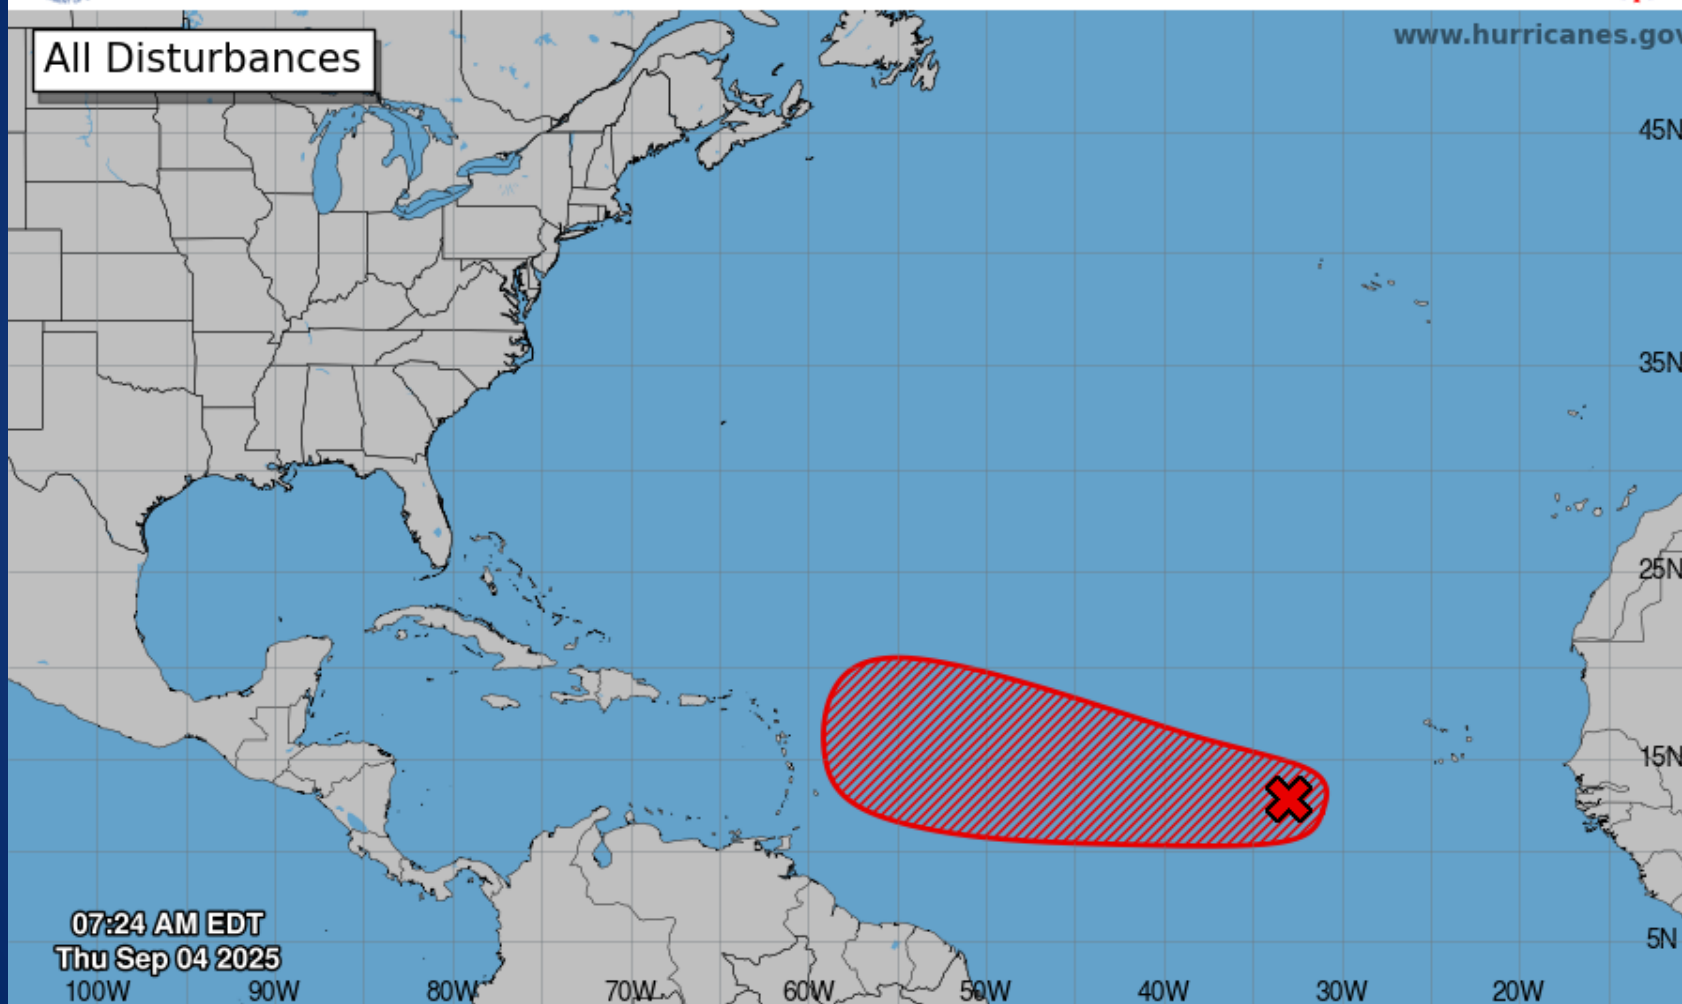 www.hurricanes.gov
All Disturbances
45N
35N
25N
15N
5N
07:24 AM EDT
Thu Sep 04 2025
100W 90W 80W 70W 60W 50W 40W 30W 20W